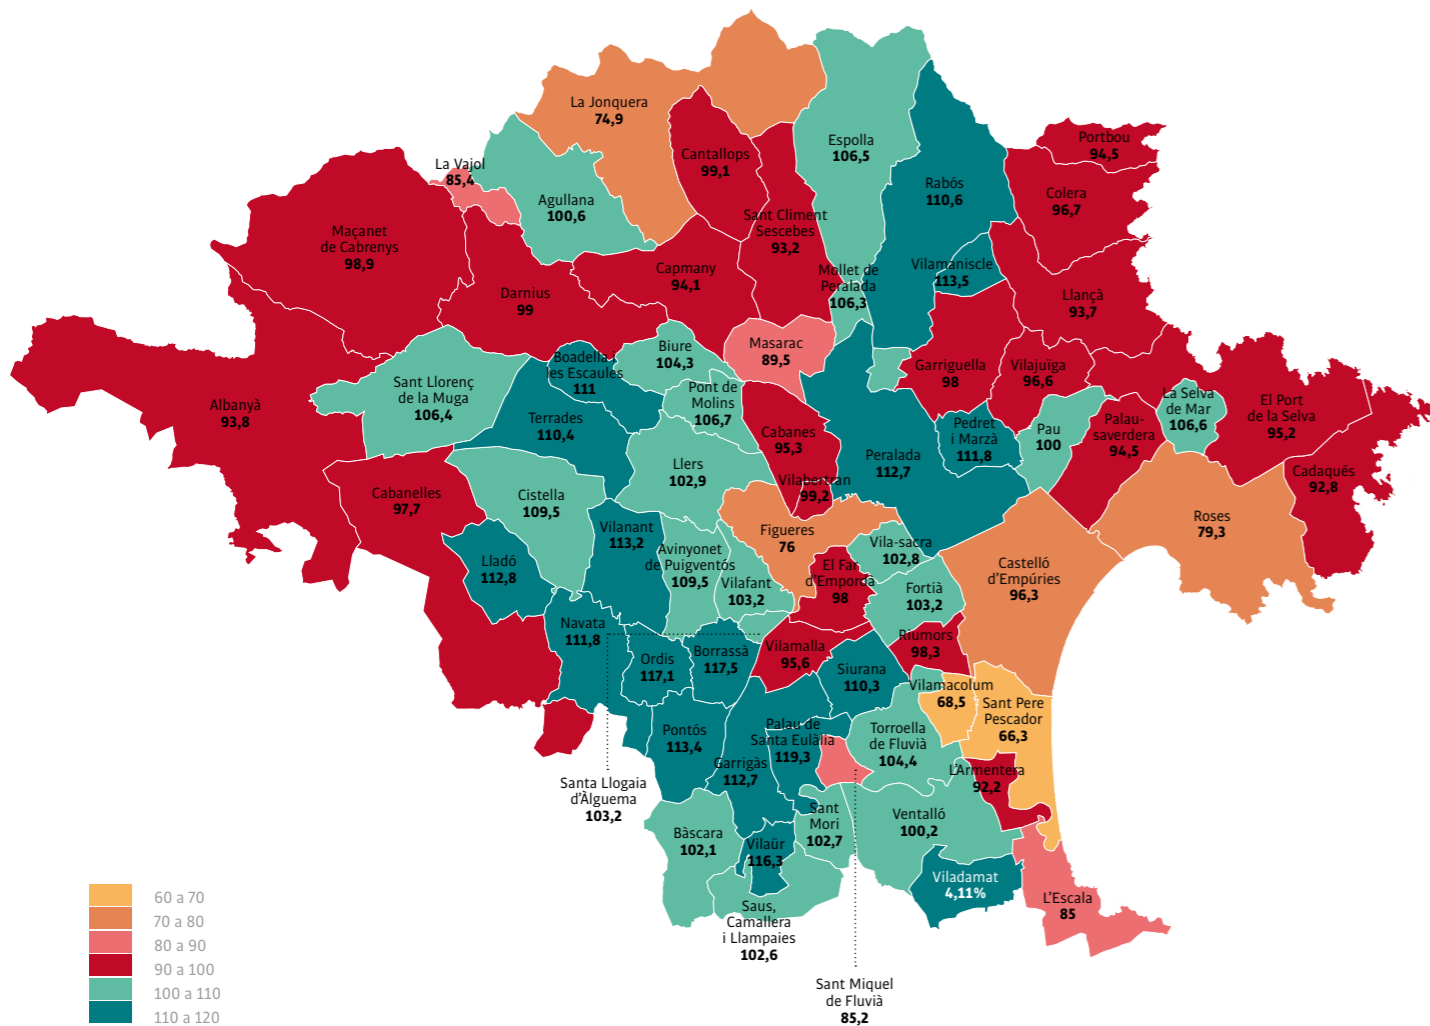 La Jonquera
74,9
Cantallops
99,1
Espolla
106,5
Portbou
94,5
La Vajol
85,4
Agullana
100,6
Rabós
110,6
Colera
96,7
Maçanet
de Cabrenys
98,9
Sant Climent
Sescebes
93,2
Capmany
94,1
Mollet de
Peralada
106,3
Vilamaniscle
113,5
Darnius
99
Llançà
93,7
Masarac
89,5
Biure
104,3
Boadella i
les Escaules
111
Garriguella
98
Vilajuïga
96,6
Sant Llorenç
de la Muga
106,4
Pont de
Molins
106,7
La Selva
de Mar
106,6
El Port
de la Selva
95,2
Albanyà
93,8
Terrades
110,4
Cabanes
95,3
Peralada
112,7
Pedret
i Marzà
111,8
Pau
100
Palau-
saverdera
94,5
Llers
102,9
Vilabertran
99,2
Cadaqués
92,8
Cabanelles
97,7
Cistella
109,5
Roses
79,3
Vilanant
113,2
Figueres
76
Vila-sacra
102,8
Avinyonet
de Puigventós
109,5
Lladó
112,8
El Far
d'Empordà
98
Castelló
d'Empúries
96,3
Vilafant
103,2
Fortià
103,2
Navata
111,8
Riumors
98,3
Ordis
117,1
Borrassà
117,5
Vilamalla
95,6
Siurana
110,3
Vilamacolum
68,5
Sant Pere
Pescador
66,3
Pontós
113,4
Palau de
Santa Eulàlia
119,3
Torroella
de Fluvià
104,4
Garrigàs
112,7
L'Armentera
92,2
Santa Llogaia
d'Àlguema
103,2
Sant
Mori
102,7
Ventalló
100,2
Bàscara
102,1
Vilaür
116,3
Viladamat
4,11%
L'Escala
85
Saus,
Camallera
i Llampaies
102,6
Sant Miquel
de Fluvià
85,2
60 a 70
70 a 80
80 a 90
90 a 100
100 a 110
110 a 120